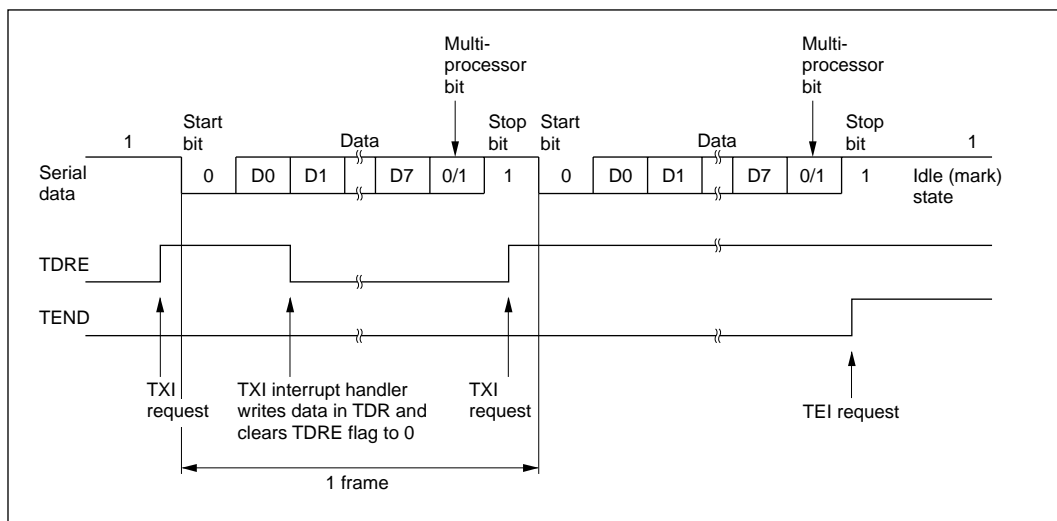 Multi-
processor
bit
Multi-
processor
bit
1
Start
bit
Data
Stop
bit
Start
bit
Data
Stop
bit
1
Serial
data
0 D0 D1 D7 0/1 1 0 D0 D1 D7 0/1 1
Idle (mark)
state
TDRE
TEND
TXI
request
TXI interrupt handler
writes data in TDR and
clears TDRE flag to 0
TXI
request
TEI request
1 frame